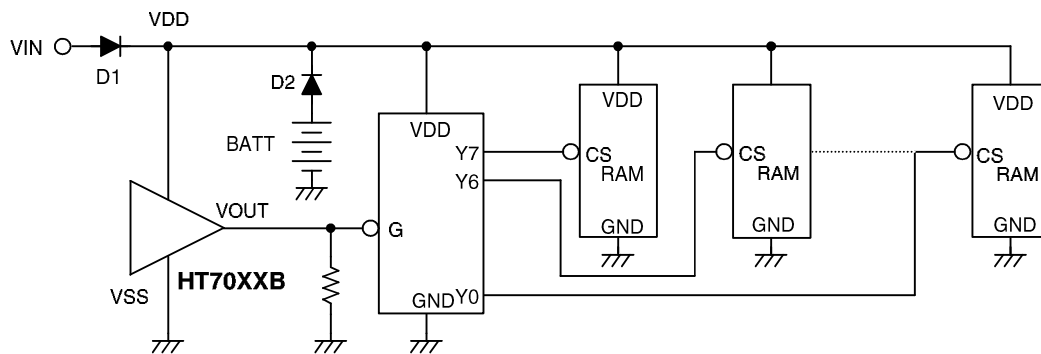 VDD
VIN
D1
D2
BATT
VDD
Y7
Y6
G
GND
Y0
VOUT
VSS
HT70XXB
VDD
CS
RAM
GND
VDD
CS
RAM
GND
VDD
CS
RAM
GND